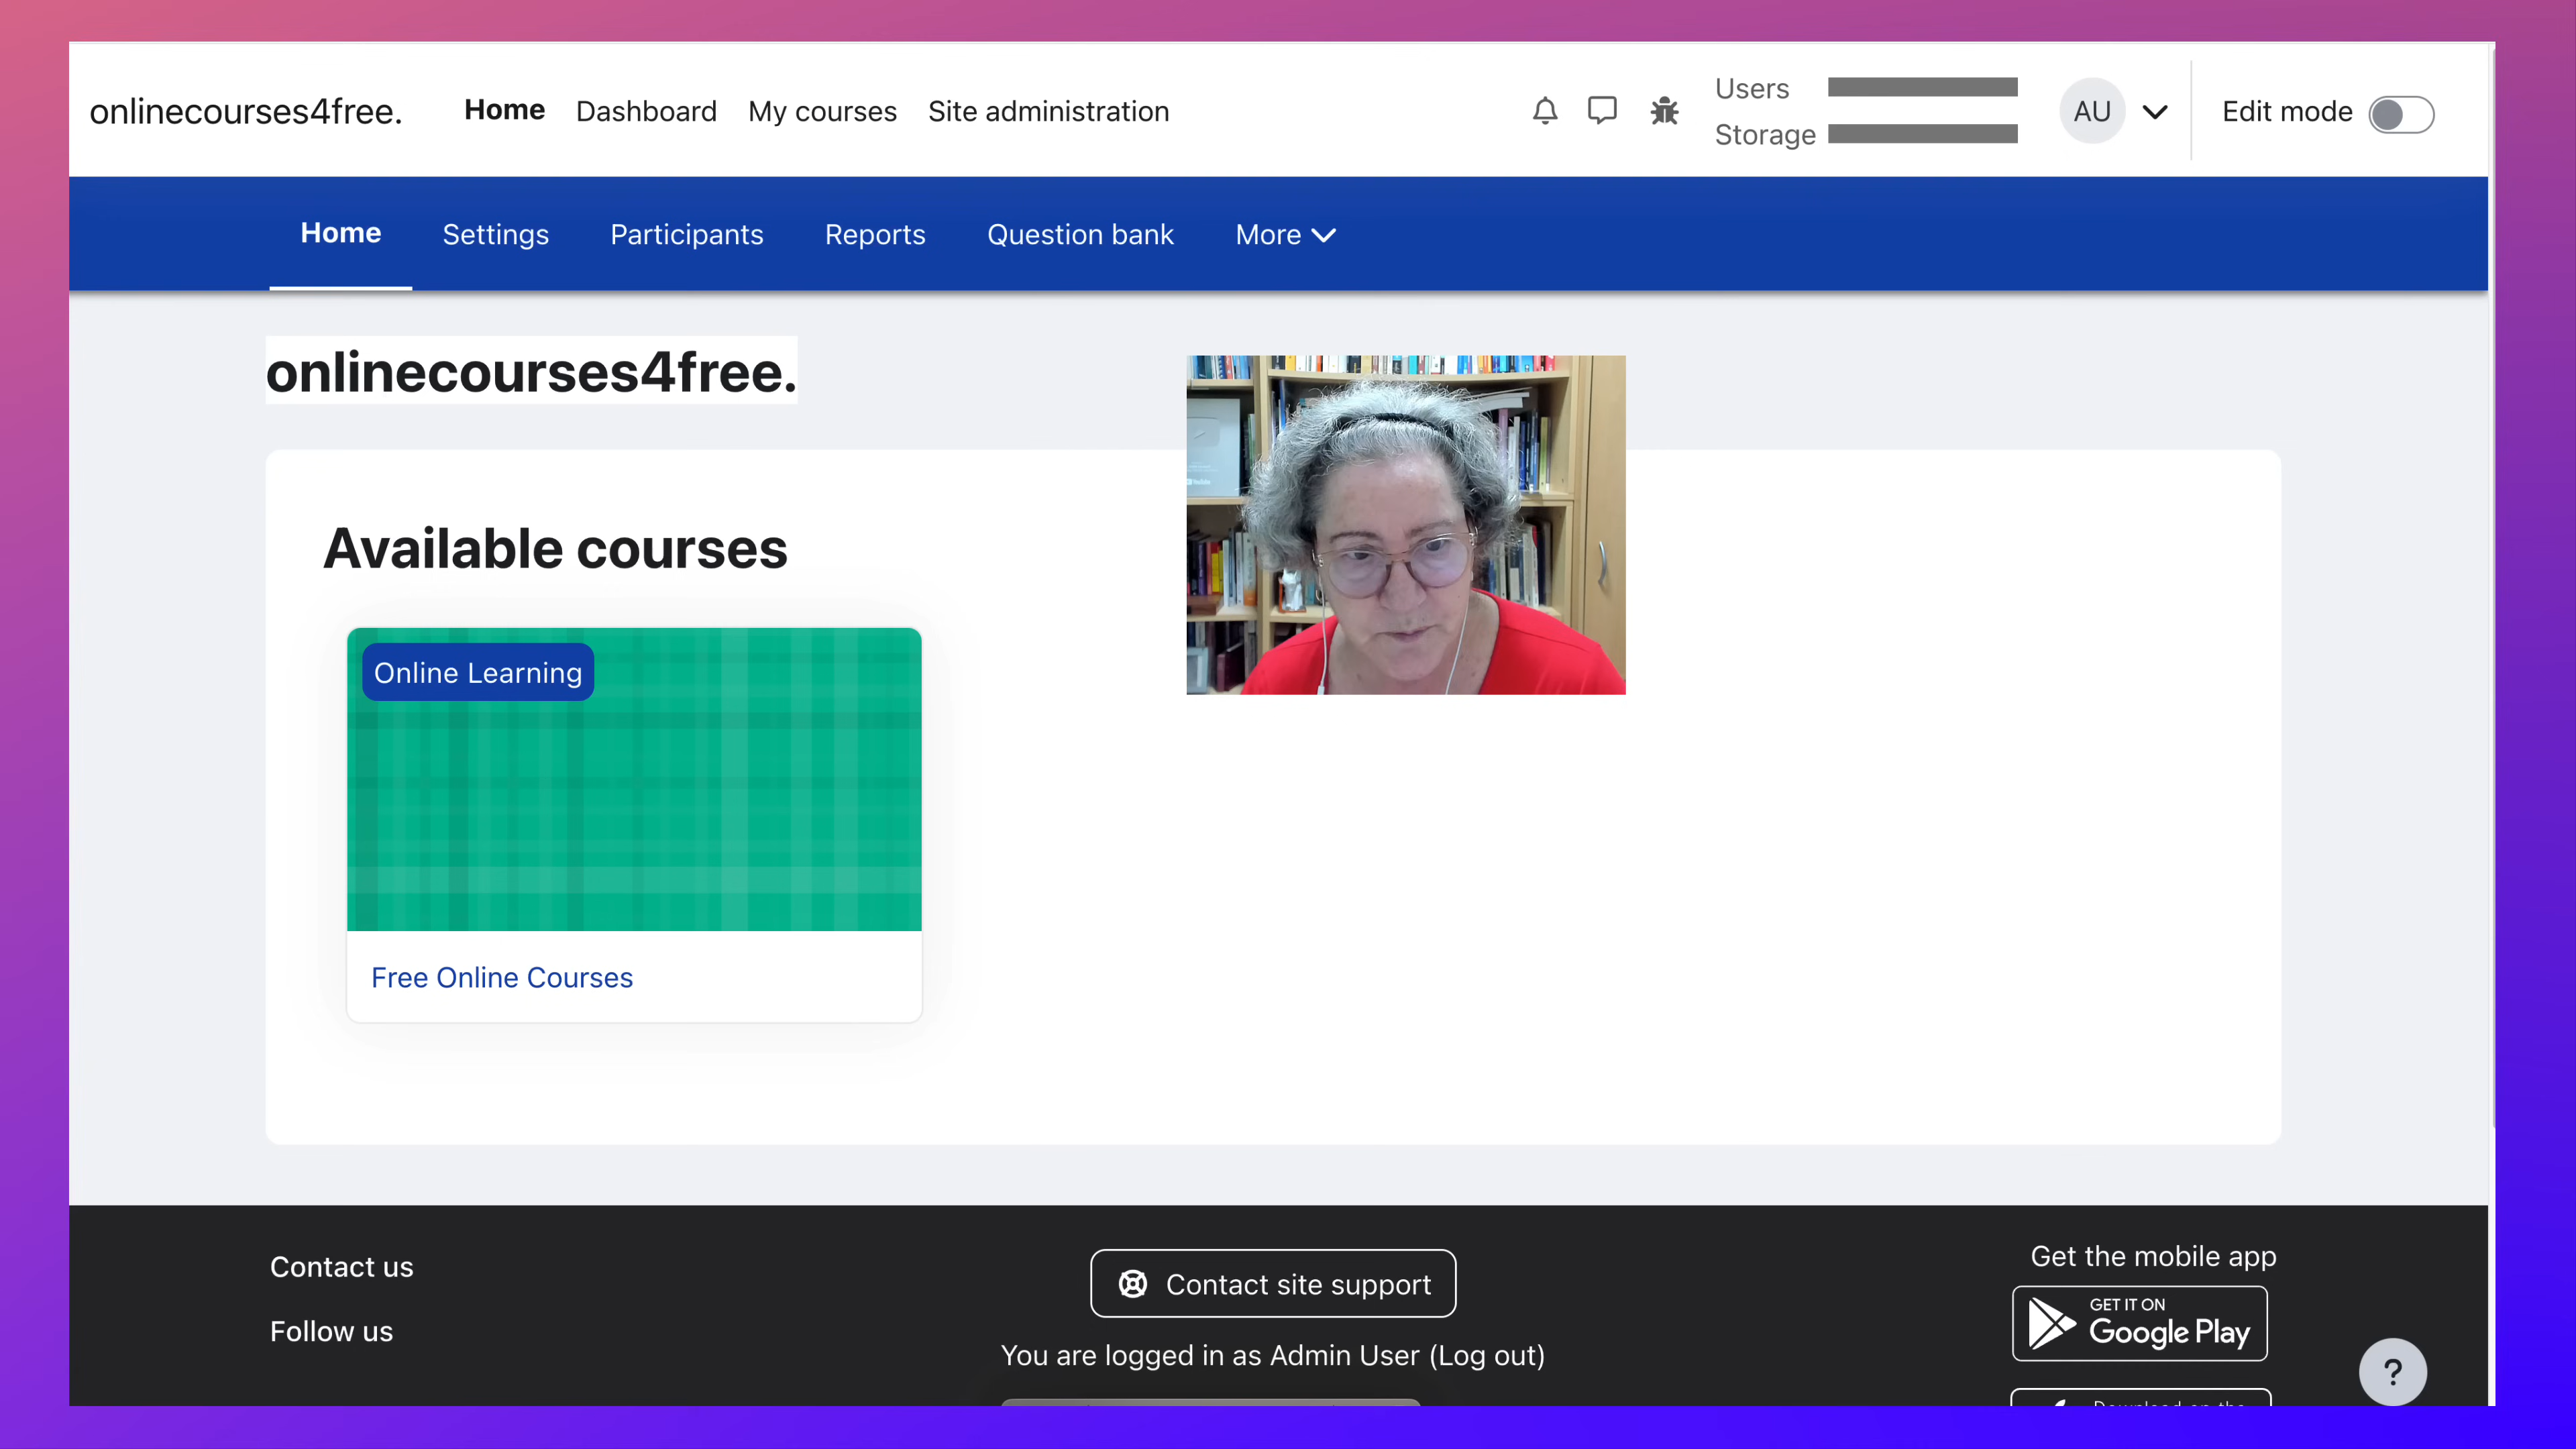 onlinecourses4free.
Home Dashboard My courses Site administration
Users
Storage
AU
Edit mode
Home Settings Participants Reports Question bank More
onlinecourses4free.
Available courses
Online Learning
Free Online Courses
Contact us
Follow us
Contact site support
You are logged in as Admin User (Log out)
Get the mobile app
GET IT ON
Google Play
?